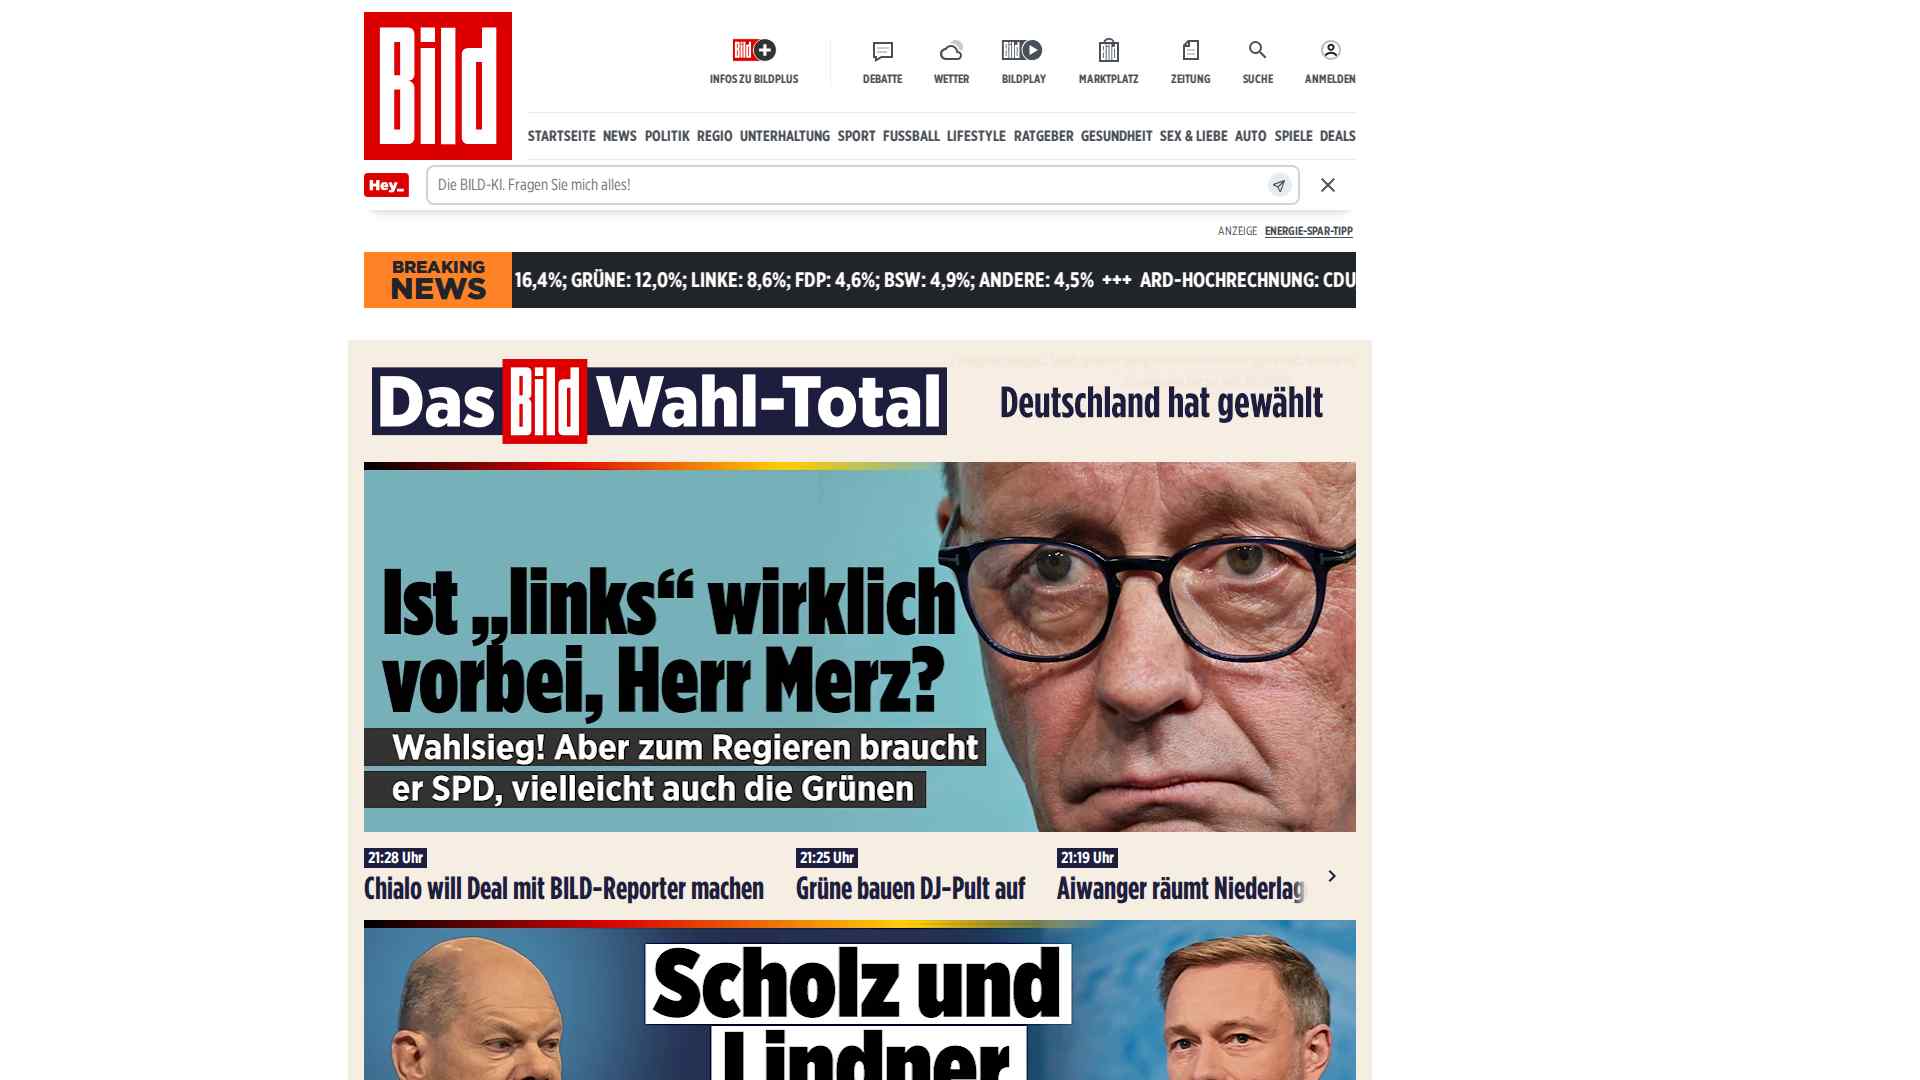 Bild
Bild
INFOS ZU BILDPLUS
DEBATTE
WETTER
Bild
BILDPLAY
Bild
MARKTPLATZ
ZEITUNG
SUCHE
ANMELDEN
STARTSEITE NEWS POLITIK REGIO UNTERHALTUNG SPORT FUSSBALL LIFESTYLE RATGEBER GESUNDHEIT SEX & LIEBE AUTO SPIELE DEALS
Hey_
Die BILD-KI. Fragen Sie mich alles!
ANZEIGE ENERGIE-SPAR-TIPP
BREAKING
NEWS
16,4%; GRÜNE: 12,0%; LINKE: 8,6%; FDP: 4,6%; BSW: 4,9%; ANDERE: 4,5% +++ ARD-HOCHRECHNUNG: CDU
Das Bild Wahl-Total
Deutschland hat gewählt
Ist „links“ wirklich
vorbei, Herr Merz?
Wahlsieg! Aber zum Regieren braucht
er SPD, vielleicht auch die Grünen
21:28 Uhr
Chialo will Deal mit BILD-Reporter machen
21:25 Uhr
Grüne bauen DJ-Pult auf
21:19 Uhr
Aiwanger räumt Niederlag
Scholz und
Lindner